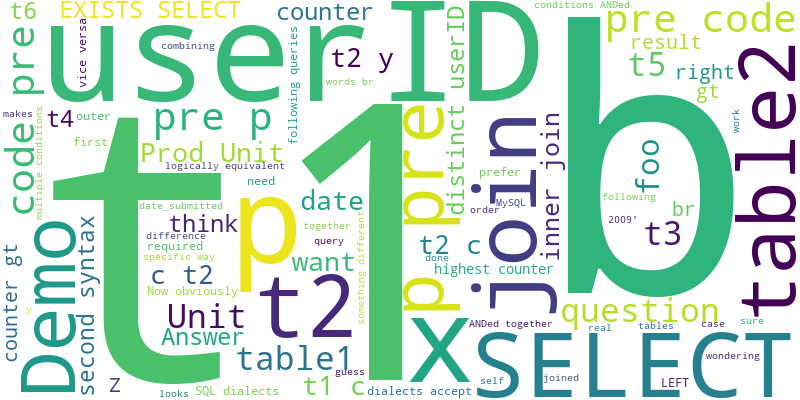 t6
EXISTS SELECT
counter
conditions ANDed
pre code
userID
vice versa
combining
t2 y
words br
following queries
result
t5
right
gt
table2
code pre
makes
t4
outer
first
multiple conditions
pre p
Prod Unit
logically equivalent
need
date
together
query
date_submitted
think
difference
required
specific way
Now obviously
c t2
want
something different
t1
p
p pre
distinct userID
prefer
MySQL
order
join
inner join
t2 c
done
highest counter
b
foo
following
2009'
br
t3
work
Demo
counter gt
y
second syntax
Unit
Answer
t2
table1
Z
looks
SQL dialects
guess
t1 c
dialects accept
x
ANDed together
question
real
tables
case
sure
SELECT
self
joined
LEFT
wondering